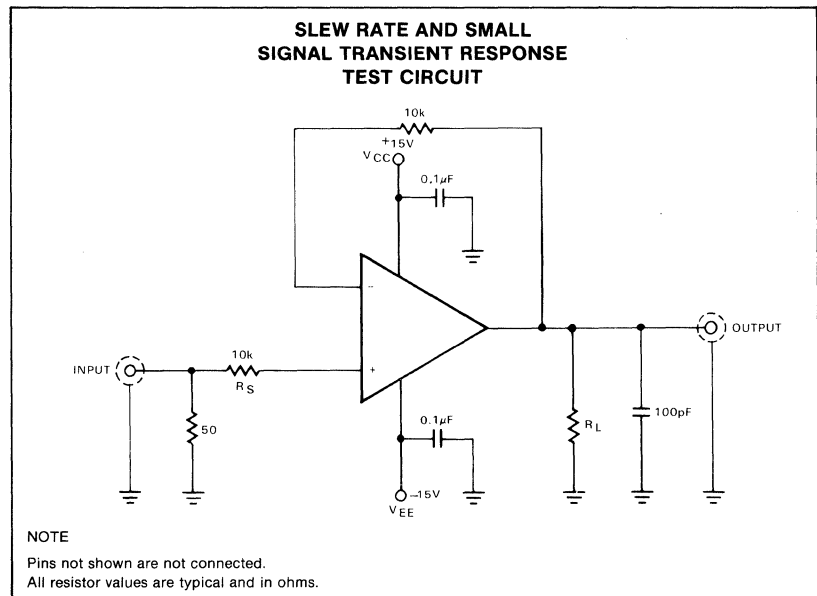 SLEW RATE AND SMALL
SIGNAL TRANSIENT RESPONSE
TEST CIRCUIT
10k
+15V
VCC
0.1μF
−
10k
INPUT
RS
+
50
OUTPUT
0.1μF
RL
100pF
−15V
VEE
NOTE
Pins not shown are not connected.
All resistor values are typical and in ohms.